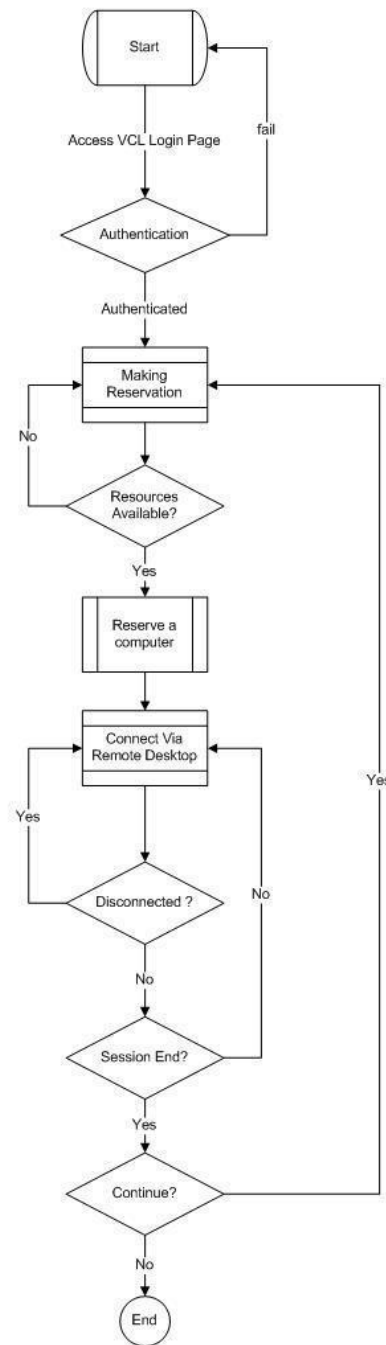 Start
fail
Access VCL Login Page
Authentication
Authenticated
Making
Reservation
No
Resources
Available?
Yes
Reserve a
computer
Connect Via
Remote Desktop
Yes
Yes
No
Disconnected ?
No
Session End?
Yes
Continue?
No
End